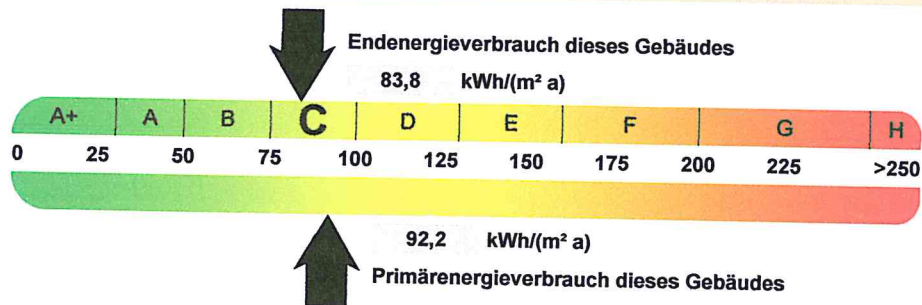 Endenergieverbrauch dieses Gebäudes
83,8 kWh/(m² a)
A+ A B C D E F G H
0 25 50 75 100 125 150 175 200 225 >250
92,2 kWh/(m² a)
Primärenergieverbrauch dieses Gebäudes